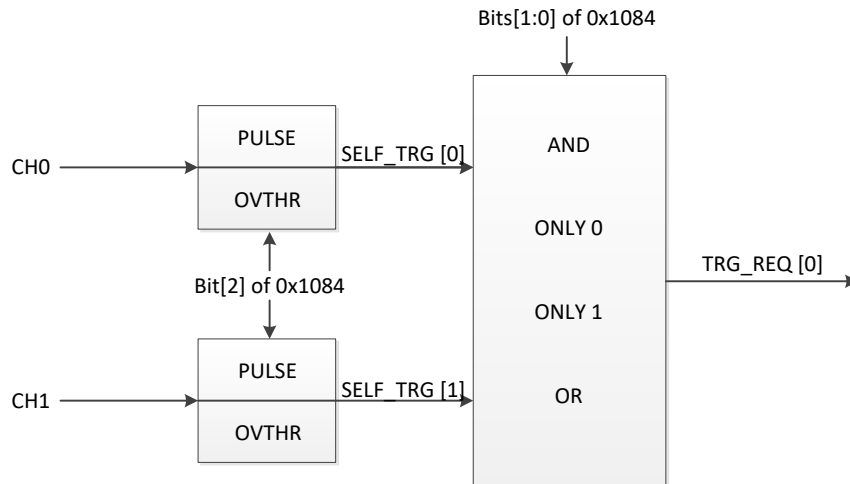 Bits[1:0] of 0x1084
PULSE
AND
CH0
SELF_TRG [0]
OVTHR
ONLY 0
TRG_REQ [0]
Bit[2] of 0x1084
ONLY 1
PULSE
CH1
SELF_TRG [1]
OR
OVTHR